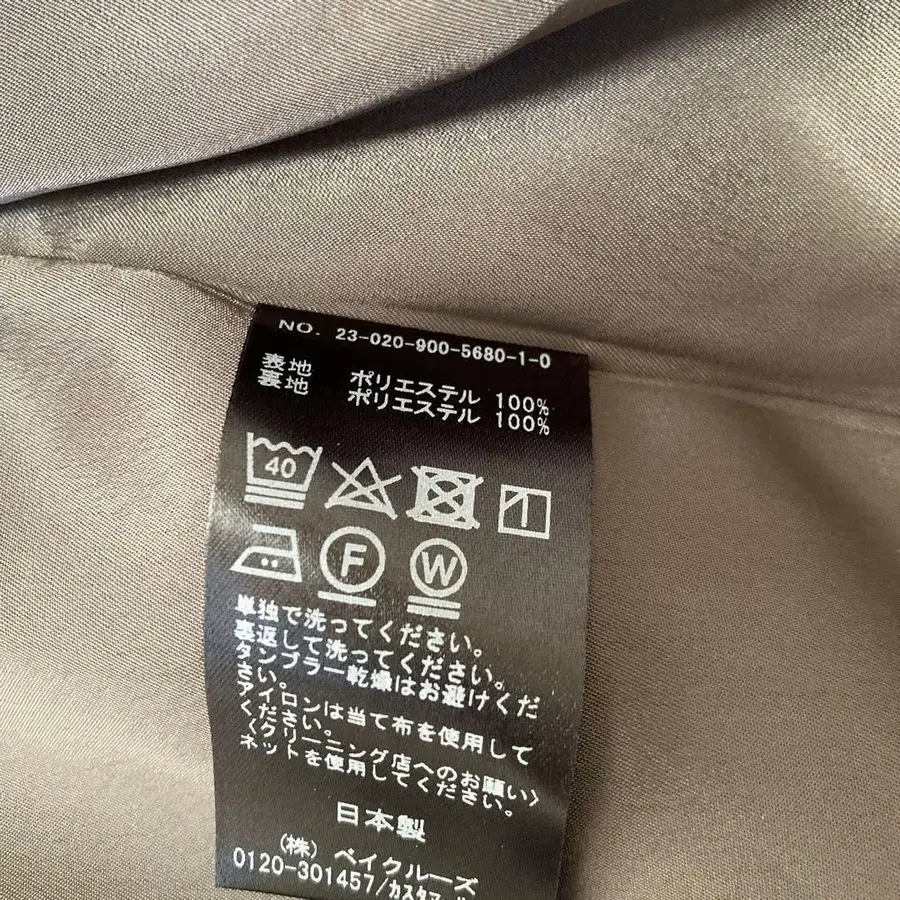 NO. 23-020-900-5680-1-0
表地 ポリエステル 100%
裏地 ポリエステル 100%
40
F W
単独で洗ってください。
裏返して洗ってください。
タンブラー乾燥はお避けくだ
さい。
アイロンは当て布を使用して
ください。
〈クリーニング店へのお願い〉
ネットを使用してください。
日本製
(株) ベイクルーズ
0120-301457/カスタマー